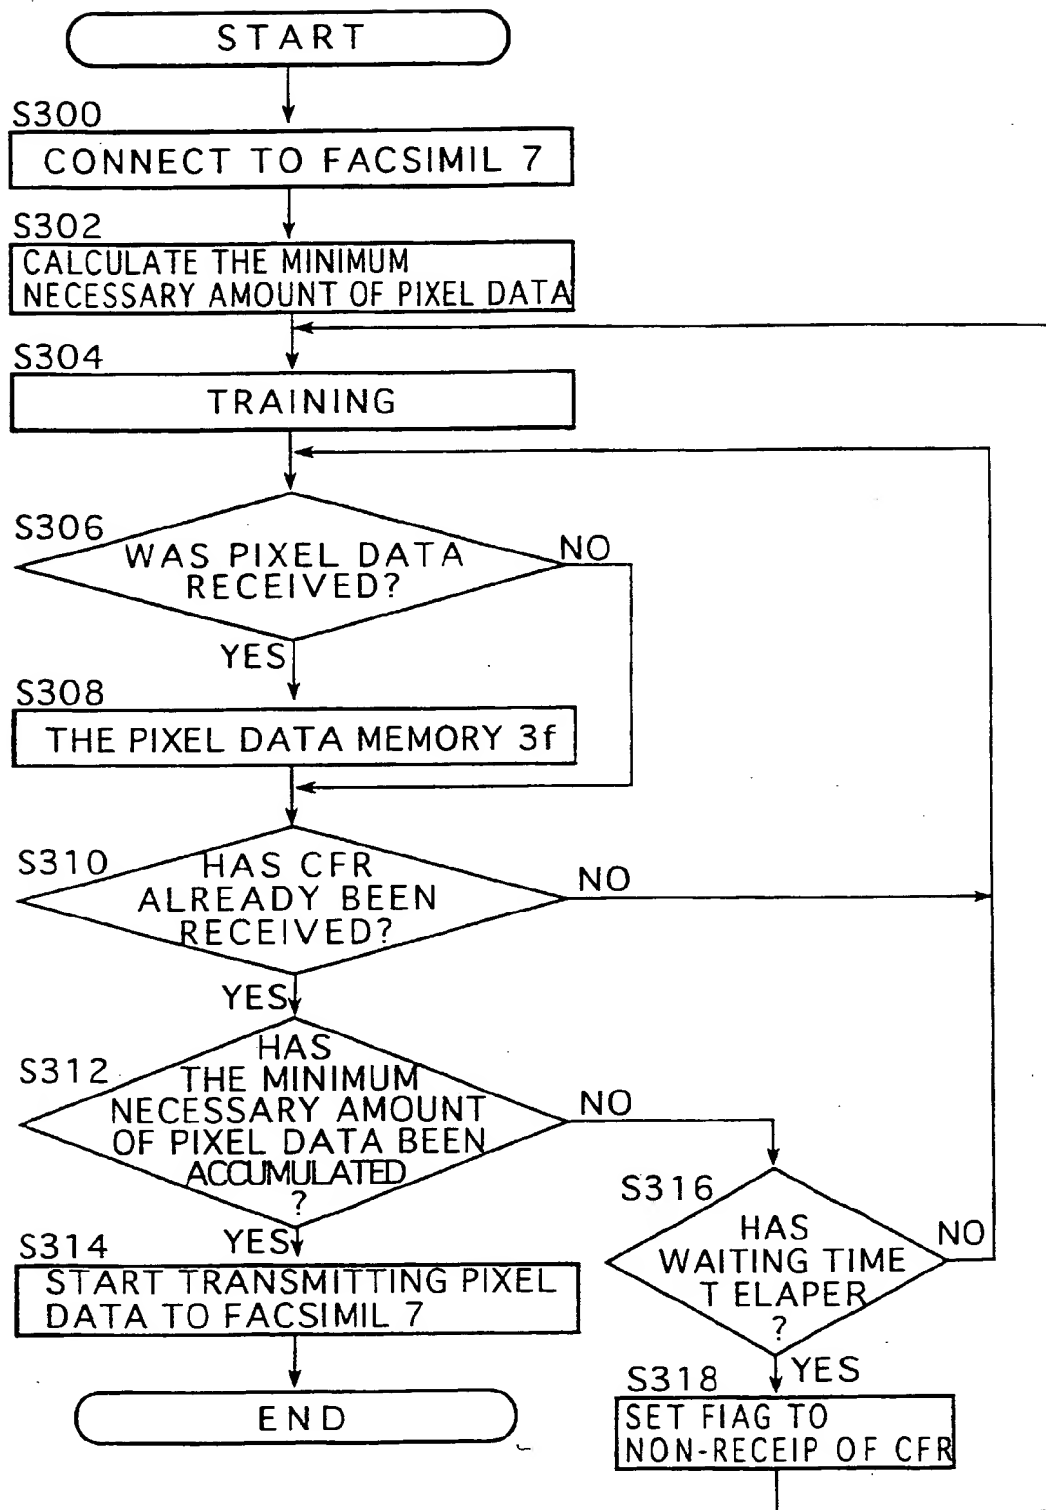 START
S300
CONNECT TO FACSIMIL 7
S302
CALCULATE THE MINIMUM
NECESSARY AMOUNT OF PIXEL DATA
S304
TRAINING
S306
WAS PIXEL DATA
RECEIVED?
NO
YES
S308
THE PIXEL DATA MEMORY 3f
S310
HAS CFR
ALREADY BEEN
RECEIVED?
NO
YES
S312
HAS
THE MINIMUM
NECESSARY AMOUNT
OF PIXEL DATA BEEN
ACCUMULATED
?
NO
YES
S314
START TRANSMITTING PIXEL
DATA TO FACSIMIL 7
END
S316
HAS
WAITING TIME
T ELAPER
?
NO
YES
S318
SET FIAG TO
NON-RECEIP OF CFR